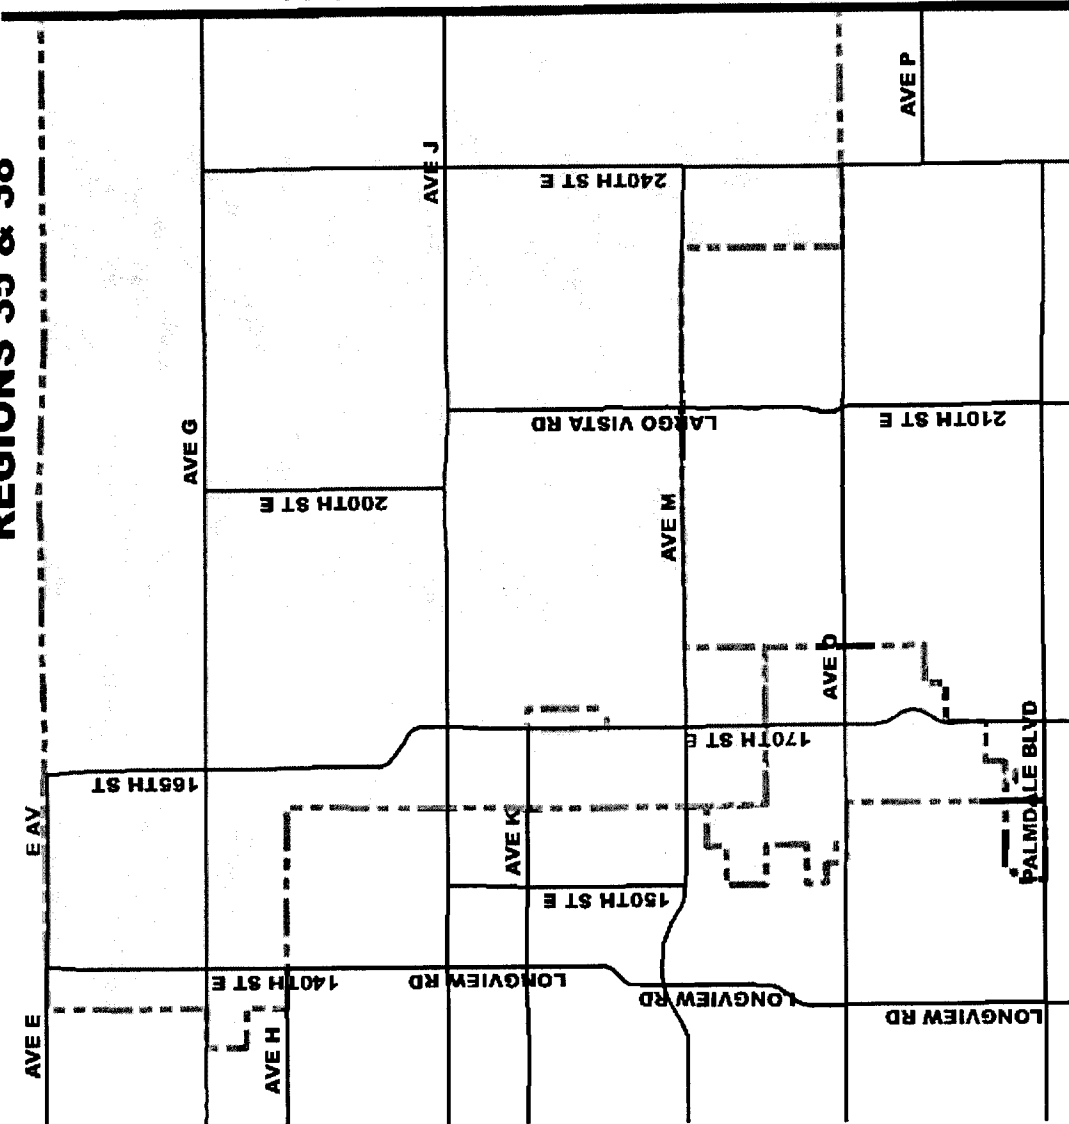 REGIONS 35 & 38
AVE P
AVE J
240TH ST E
AVE G
LARGO VISTA RD
210TH ST E
200TH ST E
AVE M
AVE O
170TH ST E
165TH ST
PALMDALE BLVD
E AV
AVE K
150TH ST E
140TH ST E
LONGVIEW RD
LONGVIEW RD
LONGVIEW RD
AVE E
AVE H